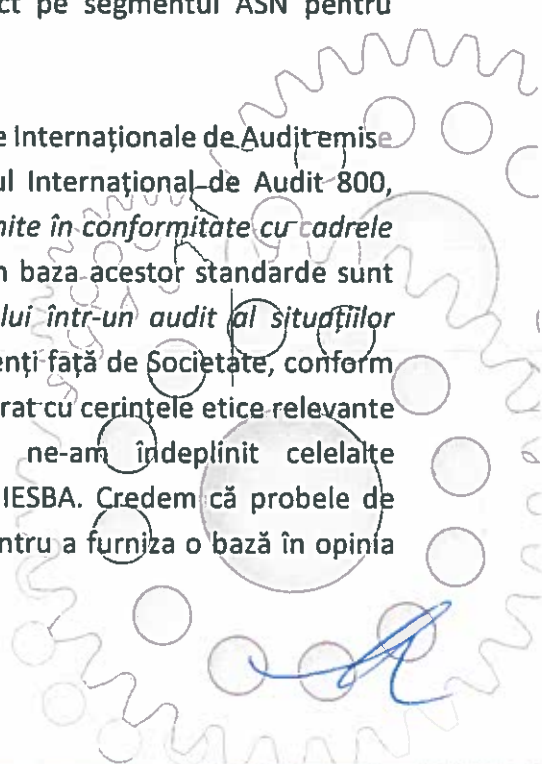 ct pe segmentul ASN pentru
e Internaționale de Audit emise
ul Internațional de Audit 800,
nite în conformitate cu cadrele
n baza acestor standarde sunt
lui într-un audit al situațiilor
enți față de Societate, conform
rat cu cerințele etice relevante
ne-am îndeplinit celelalte
IESBA. Credem că probele de
ntru a furniza o bază în opinia